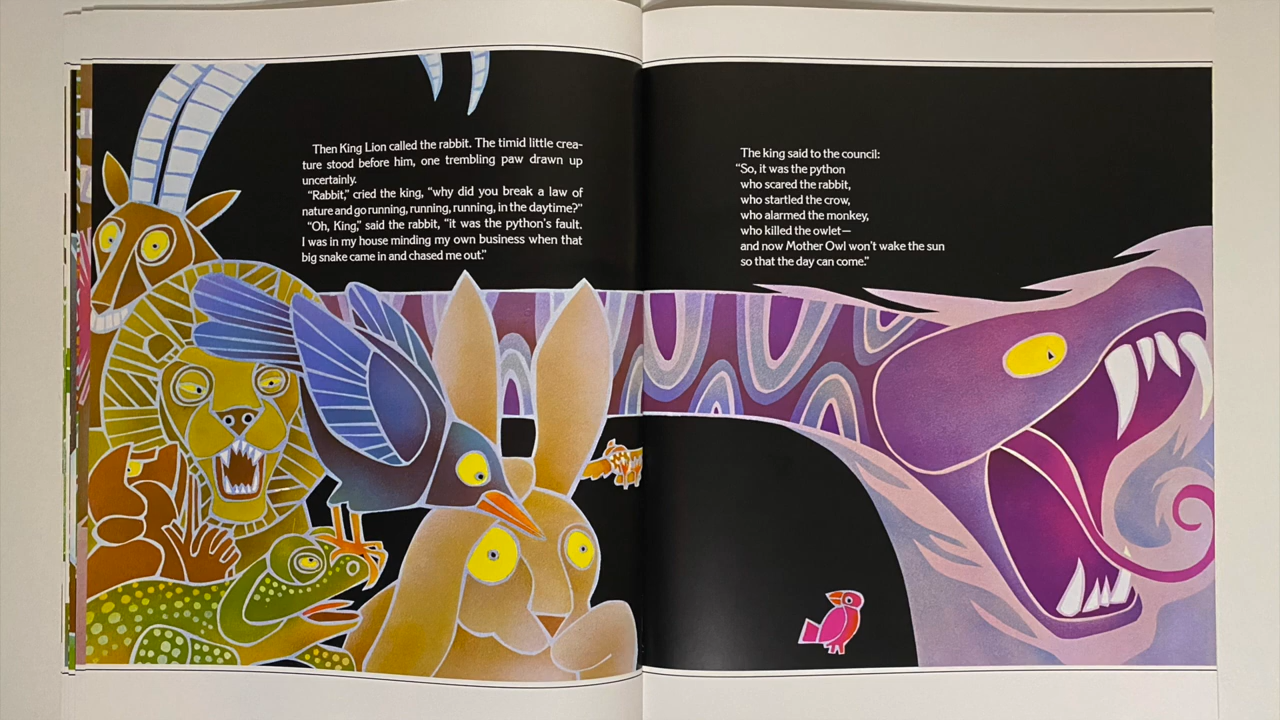 Then King Lion called the rabbit. The timid little crea-
ture stood before him, one trembling paw drawn up
uncertainly.
"Rabbit," cried the king, "why did you break a law of
nature and go running, running, running, in the daytime?"
"Oh, King," said the rabbit, "it was the python's fault.
I was in my house minding my own business when that
big snake came in and chased me out."
The king said to the council:
"So, it was the python
who scared the rabbit,
who startled the crow,
who alarmed the monkey,
who killed the owlet—
and now Mother Owl won't wake the sun
so that the day can come."